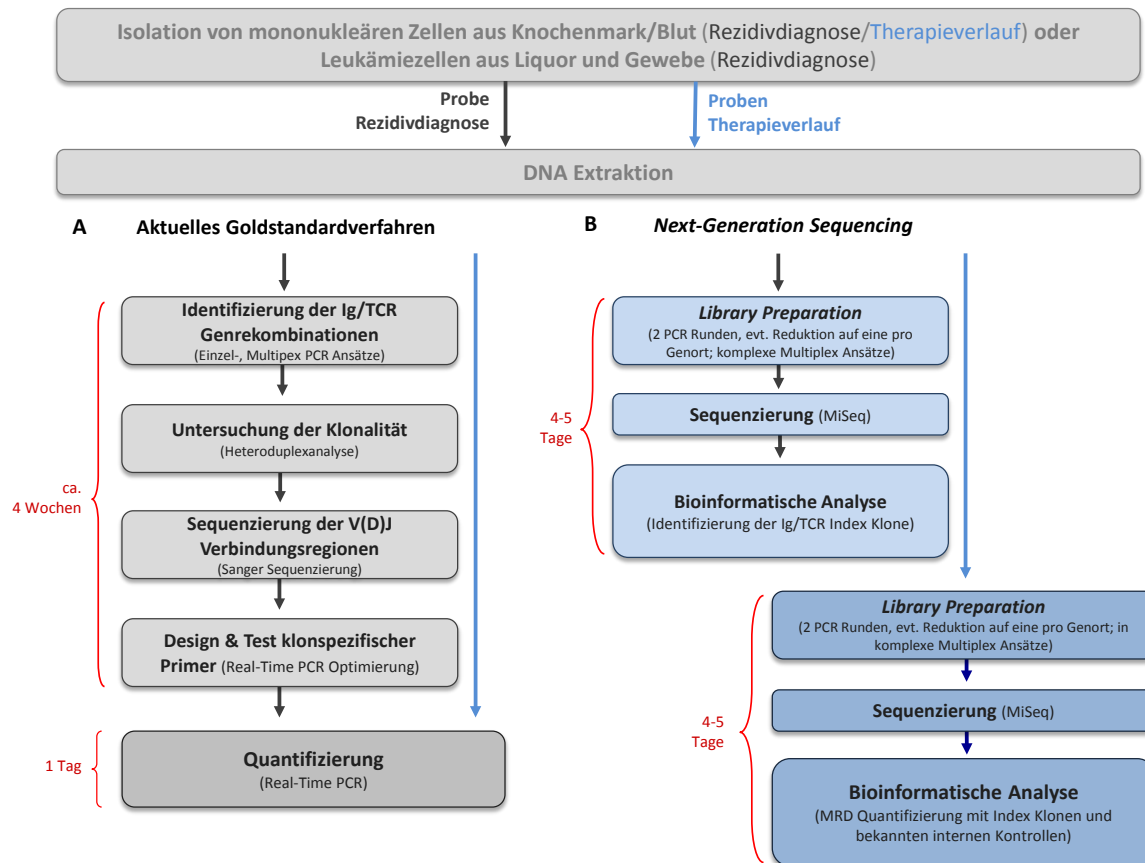 Isolation von mononukleären Zellen aus Knochenmark/Blut (Rezidivdiagnose/Therapieverlauf) oder
Leukämiezellen aus Liquor und Gewebe (Rezidivdiagnose)
Probe
Rezidivdiagnose
Proben
Therapieverlauf
DNA Extraktion
A
Aktuelles Goldstandardverfahren
ca.
4 Wochen
Identifizierung der Ig/TCR
Genrekombinationen
(Einzel-, Multipex PCR Ansätze)
Untersuchung der Klonalität
(Heteroduplexanalyse)
Sequenzierung der V(D)J
Verbindungsregionen
(Sanger Sequenzierung)
Design & Test klonspezifischer
Primer (Real-Time PCR Optimierung)
1 Tag
Quantifizierung
(Real-Time PCR)
B
Next-Generation Sequencing
4-5
Tage
Library Preparation
(2 PCR Runden, evt. Reduktion auf eine pro
Genort; komplexe Multiplex Ansätze)
Sequenzierung (MiSeq)
Bioinformatische Analyse
(Identifizierung der Ig/TCR Index Klone)
4-5
Tage
Library Preparation
(2 PCR Runden, evt. Reduktion auf eine pro Genort; in
komplexe Multiplex Ansätze)
Sequenzierung (MiSeq)
Bioinformatische Analyse
(MRD Quantifizierung mit Index Klonen und
bekannten internen Kontrollen)